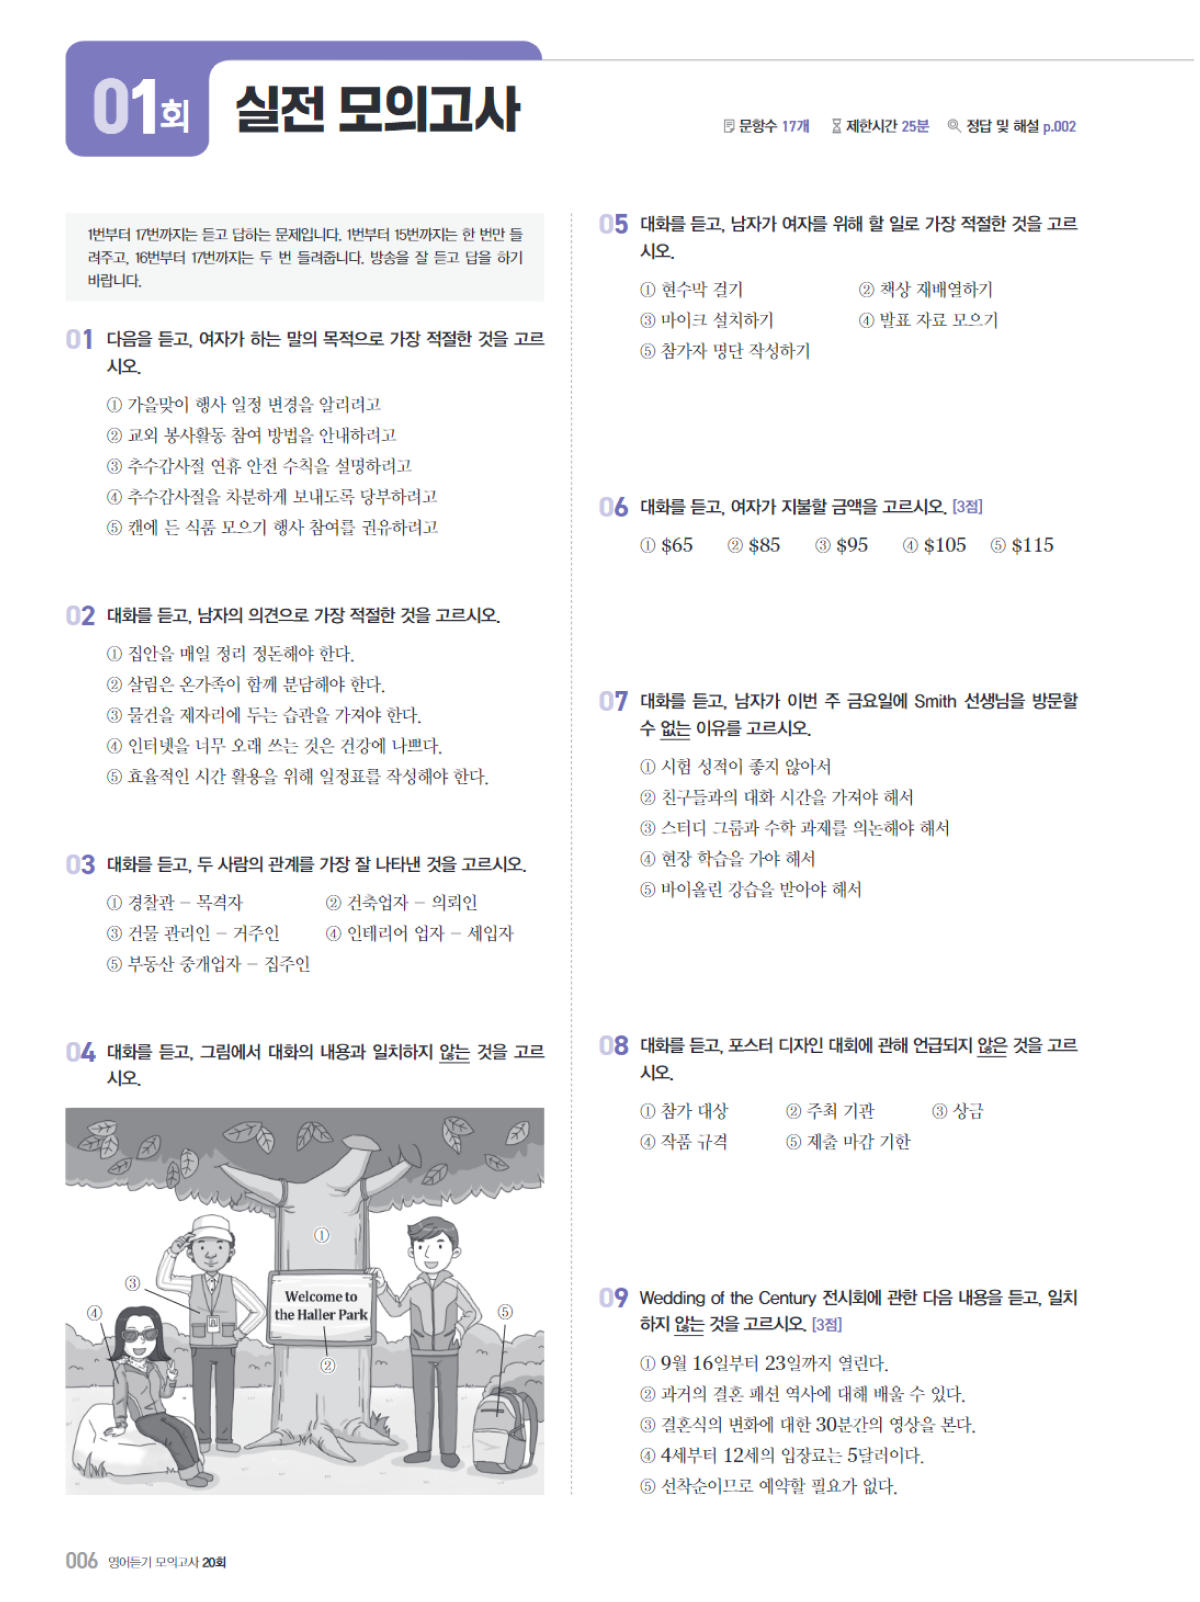 01회 실전 모의고사
문항수 17개 제한시간 25분 정답 및 해설 p.002
1번부터 17번까지는 듣고 답하는 문제입니다. 1번부터 15번까지는 한 번만 들
려주고, 16번부터 17번까지는 두 번 들려줍니다. 방송을 잘 듣고 답을 하기
바랍니다.
01 다음을 듣고, 여자가 하는 말의 목적으로 가장 적절한 것을 고르
시오.
① 가을맞이 행사 일정 변경을 알리려고
② 교외 봉사활동 참여 방법을 안내하려고
③ 추수감사절 연휴 안전 수칙을 설명하려고
④ 추수감사절을 차분하게 보내도록 당부하려고
⑤ 캔에 든 식품 모으기 행사 참여를 권유하려고
02 대화를 듣고, 남자의 의견으로 가장 적절한 것을 고르시오.
① 집안을 매일 정리 정돈해야 한다.
② 살림은 온가족이 함께 분담해야 한다.
③ 물건을 제자리에 두는 습관을 가져야 한다.
④ 인터넷을 너무 오래 쓰는 것은 건강에 나쁘다.
⑤ 효율적인 시간 활용을 위해 일정표를 작성해야 한다.
03 대화를 듣고, 두 사람의 관계를 가장 잘 나타낸 것을 고르시오.
① 경찰관 – 목격자 ② 건축업자 – 의뢰인
③ 건물 관리인 – 거주인 ④ 인테리어 업자 – 세입자
⑤ 부동산 중개업자 – 집주인
04 대화를 듣고, 그림에서 대화의 내용과 일치하지 않는 것을 고르
시오.
①
③
Welcome to
the Haller Park
④
⑤
②
05 대화를 듣고, 남자가 여자를 위해 할 일로 가장 적절한 것을 고르
시오.
① 현수막 걸기 ② 책상 재배열하기
③ 마이크 설치하기 ④ 발표 자료 모으기
⑤ 참가자 명단 작성하기
06 대화를 듣고, 여자가 지불할 금액을 고르시오. [3점]
① $65 ② $85 ③ $95 ④ $105 ⑤ $115
07 대화를 듣고, 남자가 이번 주 금요일에 Smith 선생님을 방문할
수 없는 이유를 고르시오.
① 시험 성적이 좋지 않아서
② 친구들과의 대화 시간을 가져야 해서
③ 스터디 그룹과 수학 과제를 의논해야 해서
④ 현장 학습을 가야 해서
⑤ 바이올린 강습을 받아야 해서
08 대화를 듣고, 포스터 디자인 대회에 관해 언급되지 않은 것을 고르
시오.
① 참가 대상 ② 주최 기관 ③ 상금
④ 작품 규격 ⑤ 제출 마감 기한
09 Wedding of the Century 전시회에 관한 다음 내용을 듣고, 일치
하지 않는 것을 고르시오. [3점]
① 9월 16일부터 23일까지 열린다.
② 과거의 결혼 패션 역사에 대해 배울 수 있다.
③ 결혼식의 변화에 대한 30분간의 영상을 본다.
④ 4세부터 12세의 입장료는 5달러이다.
⑤ 선착순이므로 예약할 필요가 없다.
006 영어듣기 모의고사 20회